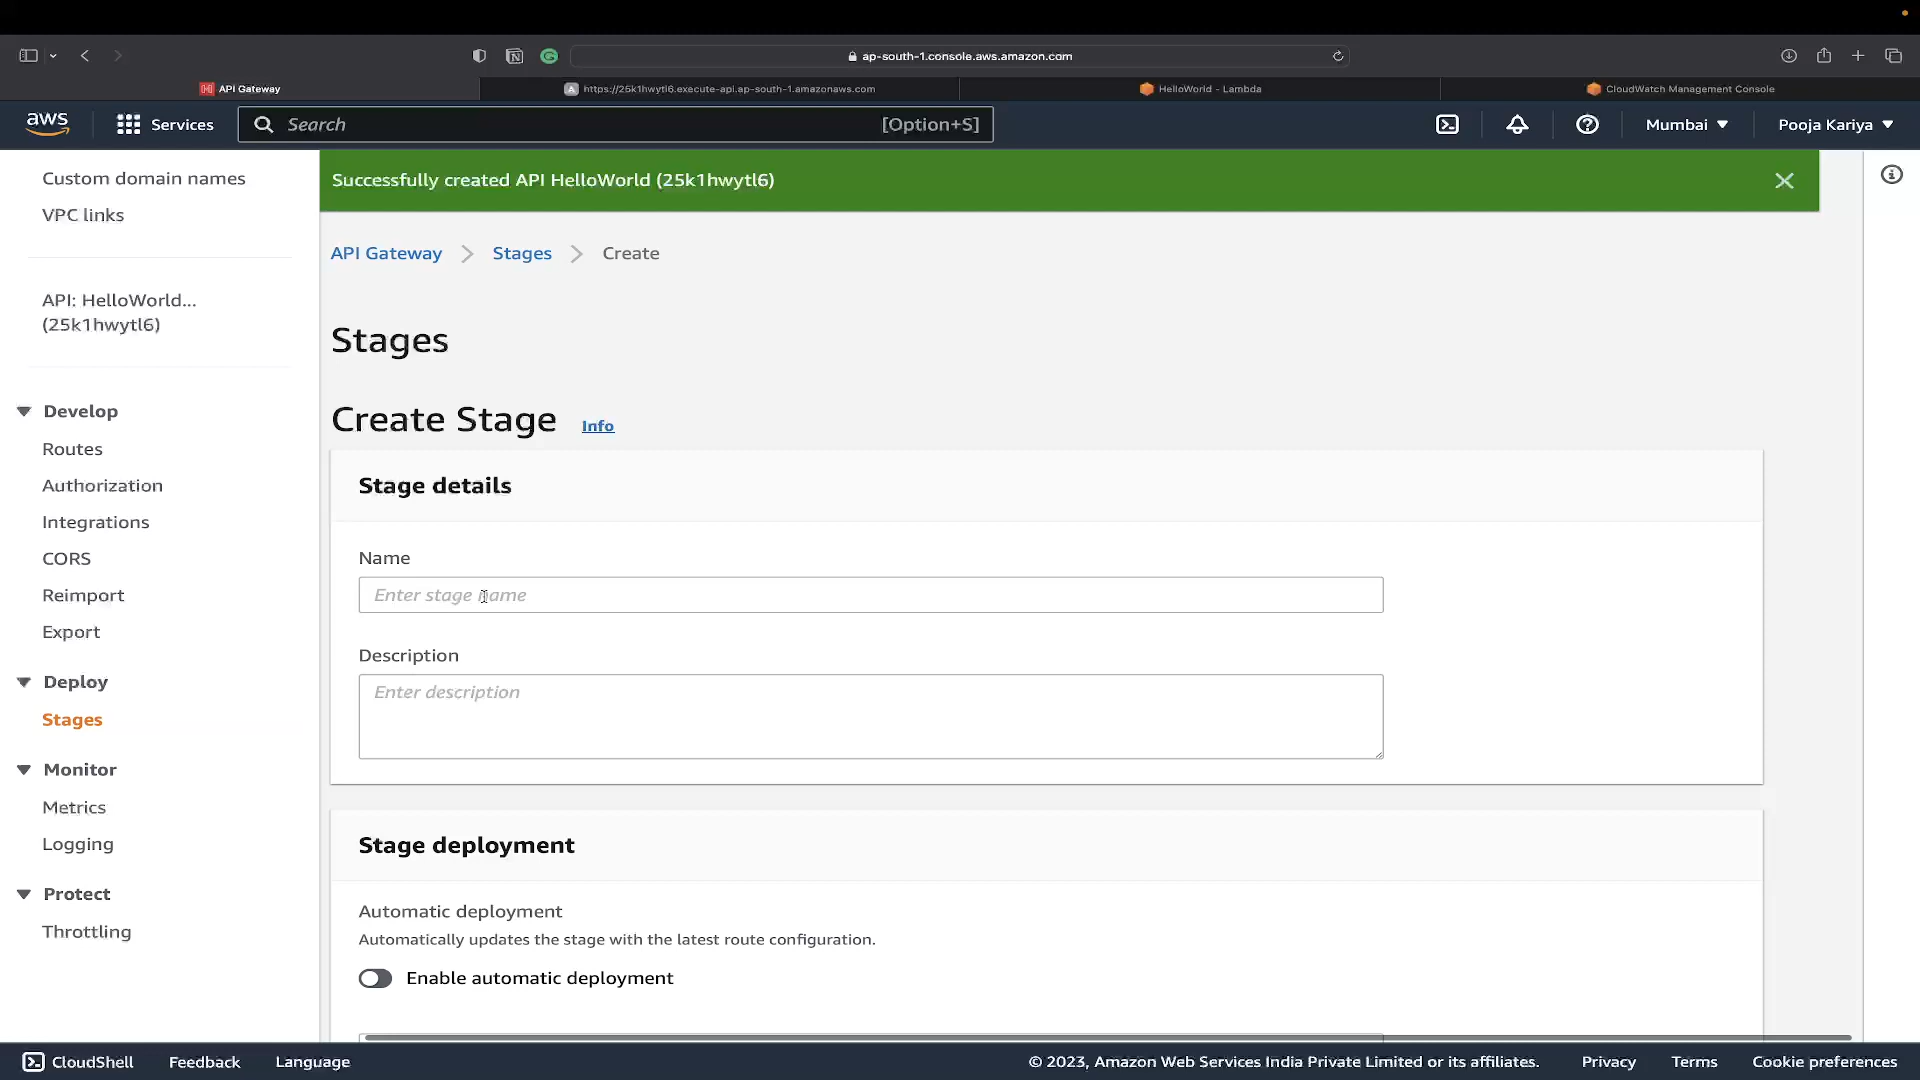 ap-south-1.console.aws.amazon.com
API Gateway
https://25k1hwytl6.execute-api.ap-south-1.amazonaws.com
HelloWorld - Lambda
CloudWatch Management Console
aws
Services
Search
[Option+S]
Mumbai
Pooja Kariya
Custom domain names
VPC links
API: HelloWorld...
(25k1hwytl6)
Develop
Routes
Authorization
Integrations
CORS
Reimport
Export
Deploy
Stages
Monitor
Metrics
Logging
Protect
Throttling
Successfully created API HelloWorld (25k1hwytl6)
API Gateway
Stages
Create
Stages
Create Stage
Info
Stage details
Name
Enter stage name
Description
Enter description
Stage deployment
Automatic deployment
Automatically updates the stage with the latest route configuration.
Enable automatic deployment
CloudShell
Feedback
Language
© 2023, Amazon Web Services India Private Limited or its affiliates.
Privacy
Terms
Cookie preferences